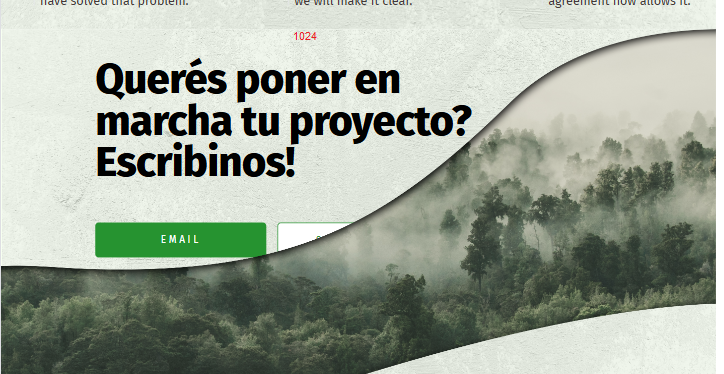 have solved that problem.
we will make it clear.
agreement now allows it.
1024
Querés poner en
marcha tu proyecto?
Escribinos!
EMAIL